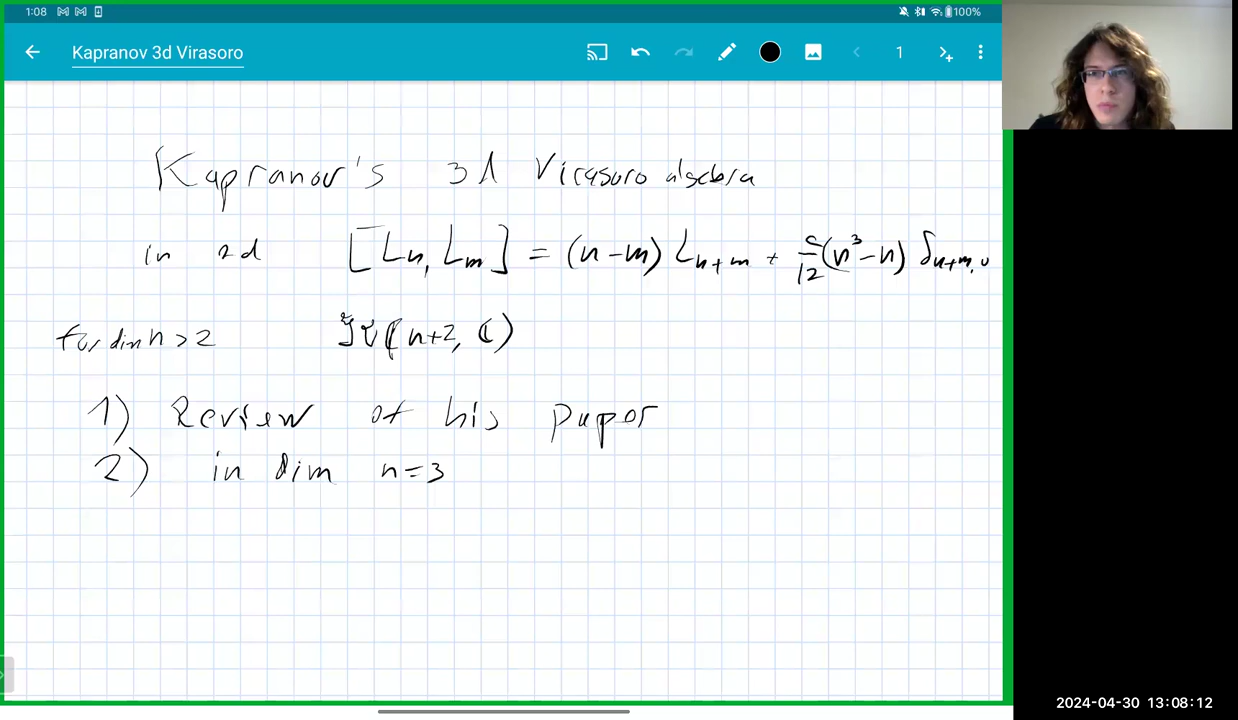 1:08
100%
Kapranov 3d Virasoro
1
Kapranov's 3d Virasoro algebra
in 2d [Ln, Lm] = (n-m) Ln+m + c/12 (n³-n) δn+m,0
for dim n > 2 (n+2, ℂ)
1) Review of his paper
2) in dim n=3
2024-04-30 13:08:12